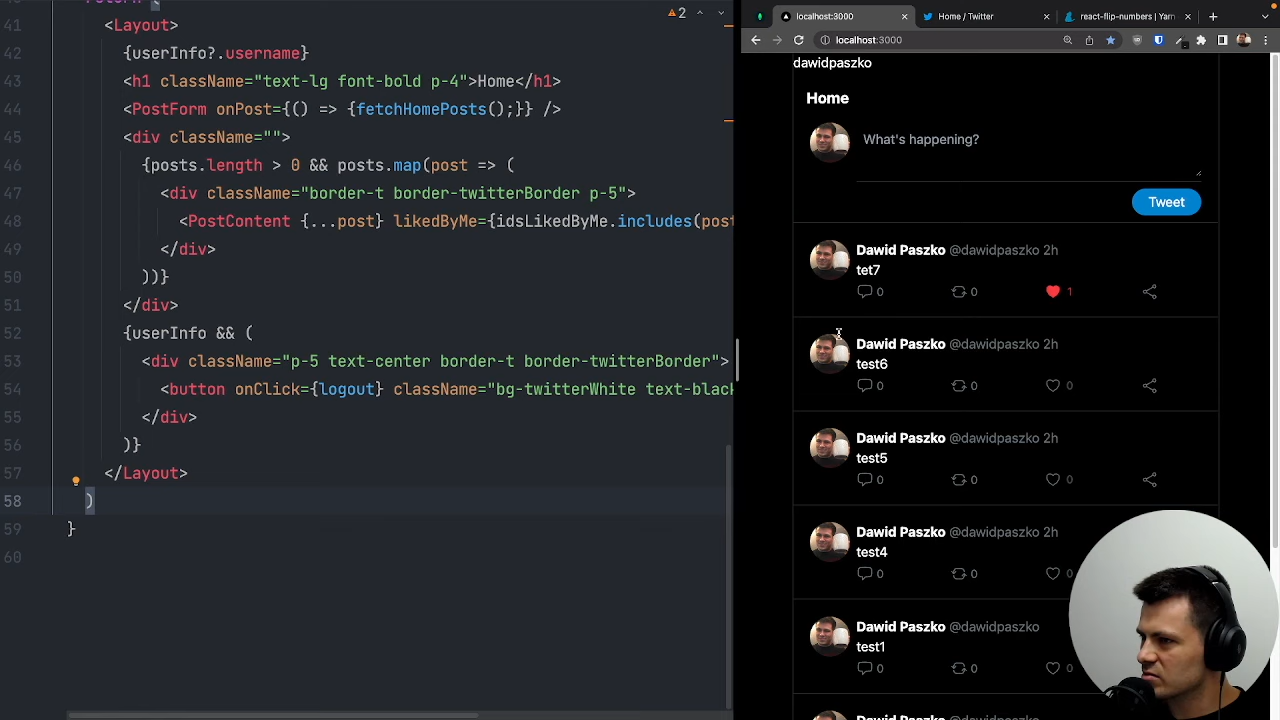 return (
41 <Layout>
42 {userInfo?.username}
43 <h1 className="text-lg font-bold p-4">Home</h1>
44 <PostForm onPost={() => {fetchHomePosts();}} />
45 <div className="">
46 {posts.length > 0 && posts.map(post => (
47 <div className="border-t border-twitterBorder p-5">
48 <PostContent {...post} likedByMe={idsLikedByMe.includes(post
49 </div>
50 ))}
51 </div>
52 {userInfo && (
53 <div className="p-5 text-center border-t border-twitterBorder">
54 <button onClick={logout} className="bg-twitterWhite text-blac
55 </div>
56 )}
57 </Layout>
58 )
59 }
60
2
localhost:3000
Home / Twitter
react-flip-numbers | Yarn
localhost:3000
dawidpaszko
Home
What's happening?
Tweet
Dawid Paszko @dawidpaszko 2h
tet7
0 0 1
Dawid Paszko @dawidpaszko 2h
test6
0 0 0
Dawid Paszko @dawidpaszko 2h
test5
0 0 0
Dawid Paszko @dawidpaszko 2h
test4
0 0 0
Dawid Paszko @dawidpaszko
test1
0 0 0
Dawid Paszko @dawidpaszko